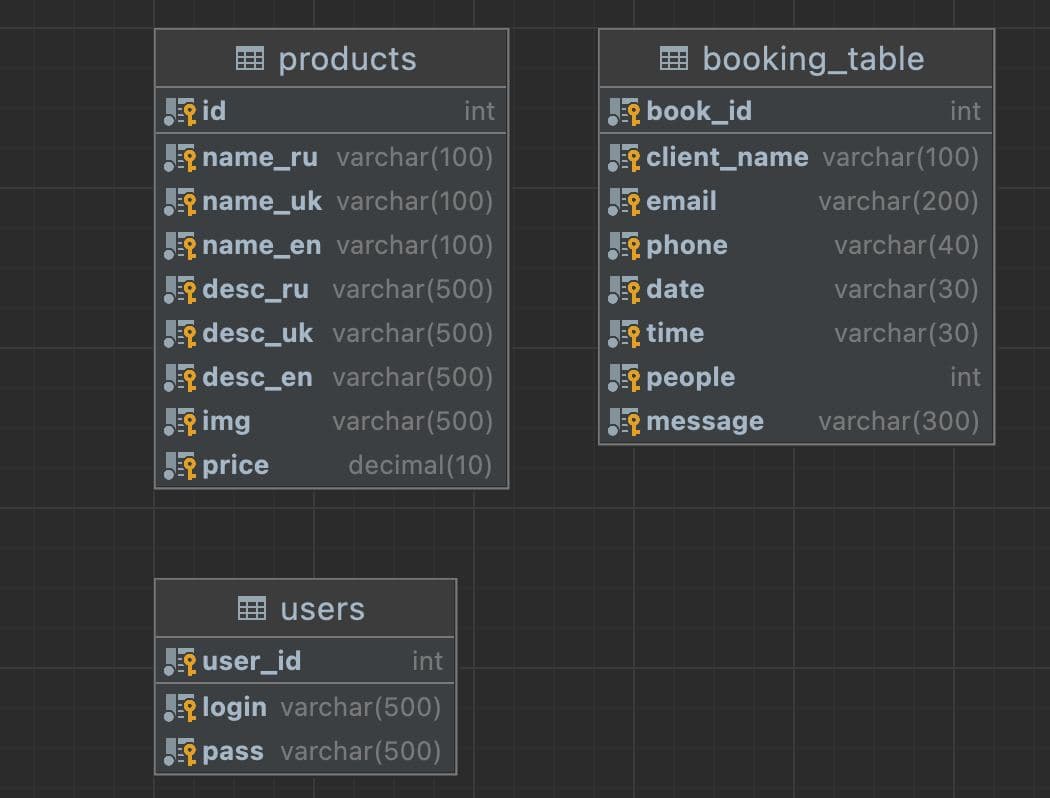 products
id int
name_ru varchar(100)
name_uk varchar(100)
name_en varchar(100)
desc_ru varchar(500)
desc_uk varchar(500)
desc_en varchar(500)
img varchar(500)
price decimal(10)
booking_table
book_id int
client_name varchar(100)
email varchar(200)
phone varchar(40)
date varchar(30)
time varchar(30)
people int
message varchar(300)
users
user_id int
login varchar(500)
pass varchar(500)